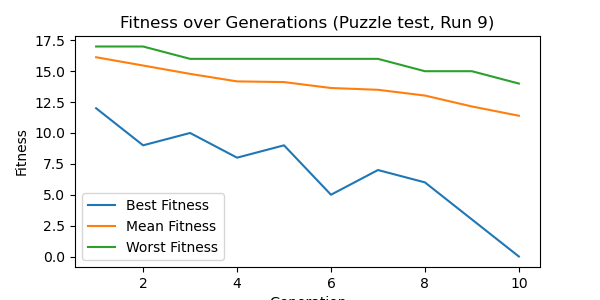 Fitness over Generations (Puzzle test, Run 9)
17.5
15.0
12.5
10.0
7.5
5.0
2.5
0.0
Fitness
Best Fitness
Mean Fitness
Worst Fitness
2 4 6 8 10
Generation